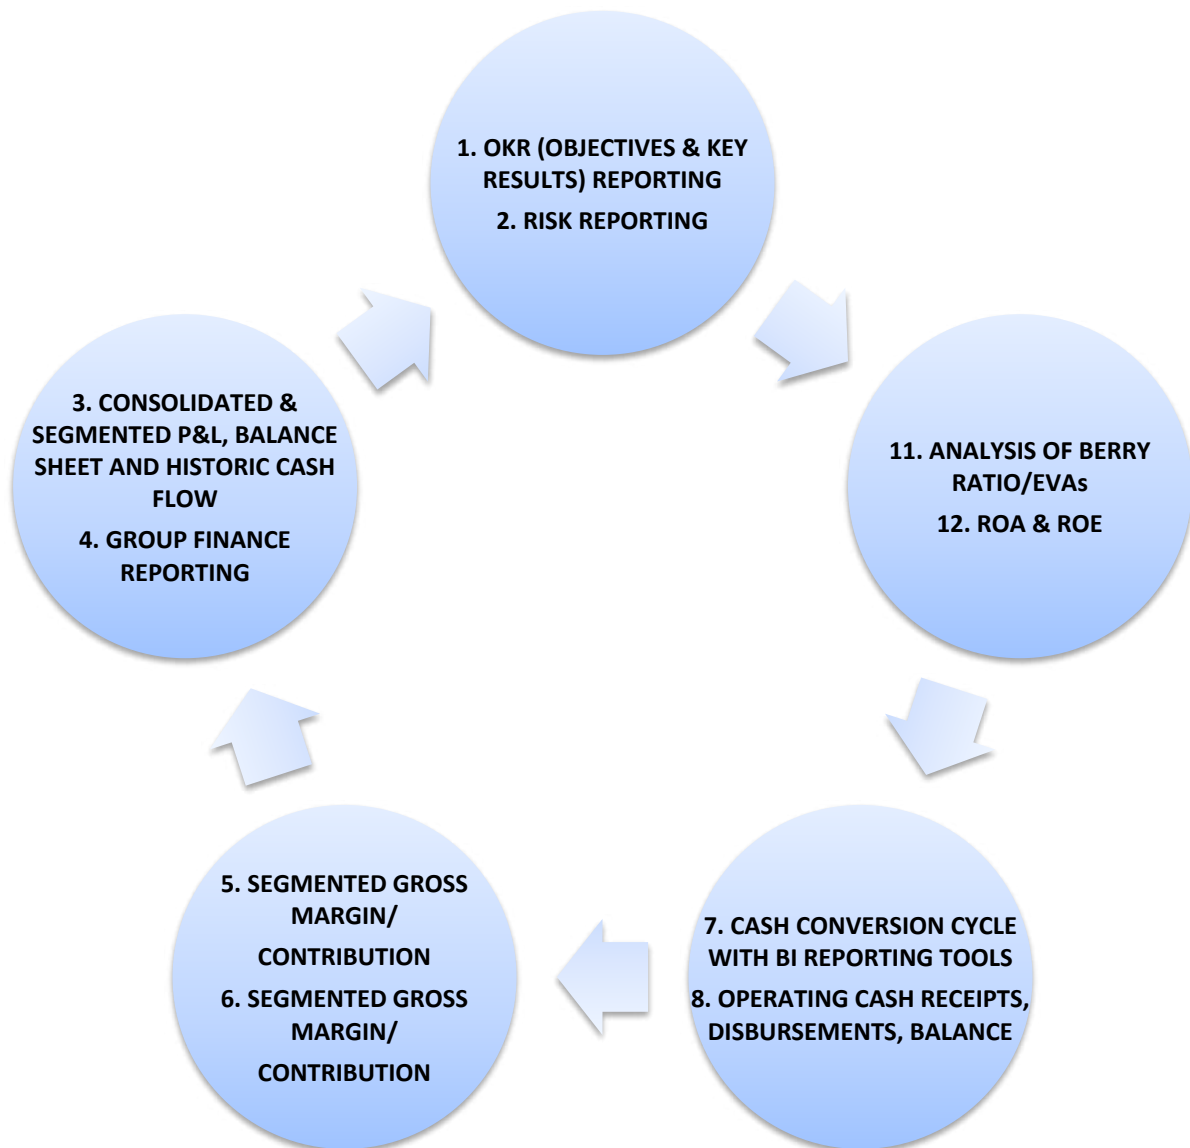 1. OKR (OBJECTIVES & KEY
RESULTS) REPORTING
2. RISK REPORTING
11. ANALYSIS OF BERRY
RATIO/EVAs
12. ROA & ROE
7. CASH CONVERSION CYCLE
WITH BI REPORTING TOOLS
8. OPERATING CASH RECEIPTS,
DISBURSEMENTS, BALANCE
5. SEGMENTED GROSS
MARGIN/
CONTRIBUTION
6. SEGMENTED GROSS
MARGIN/
CONTRIBUTION
3. CONSOLIDATED &
SEGMENTED P&L, BALANCE
SHEET AND HISTORIC CASH
FLOW
4. GROUP FINANCE
REPORTING